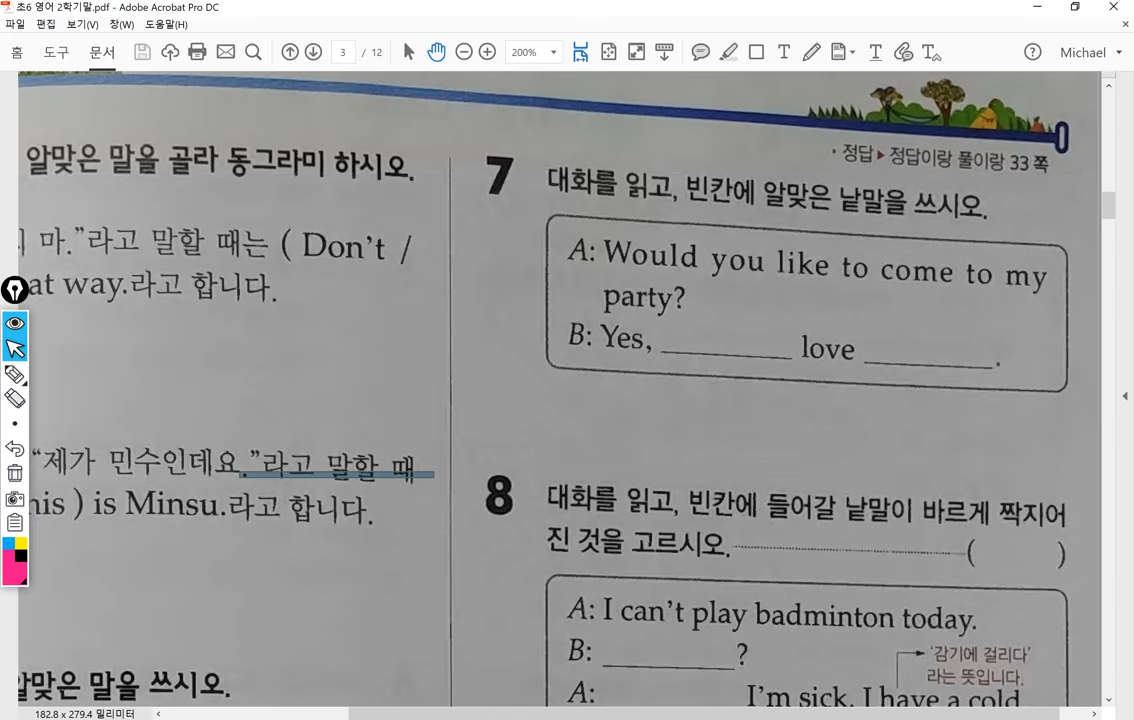 초6 영어 2학기말.pdf - Adobe Acrobat Pro DC
파일 편집 보기(V) 창(W) 도움말(H)
홈 도구 문서 3 / 12 200% Michael
· 정답▶ 정답이랑 풀이랑 33 쪽
알맞은 말을 골라 동그라미 하시오.
마.”라고 말할 때는 ( Don't /
at way.라고 합니다.
“제가 민수인데요.”라고 말할 때
his ) is Minsu.라고 합니다.
알맞은 말을 쓰시오.
7 대화를 읽고, 빈칸에 알맞은 낱말을 쓰시오.
A: Would you like to come to my
party?
B: Yes, __________ love __________.
8 대화를 읽고, 빈칸에 들어갈 낱말이 바르게 짝지어
진 것을 고르시오. ( )
A: I can't play badminton today.
B: __________?
‘감기에 걸리다’
라는 뜻입니다.
A: __________ I'm sick. I have a cold
182.8 x 279.4 밀리미터